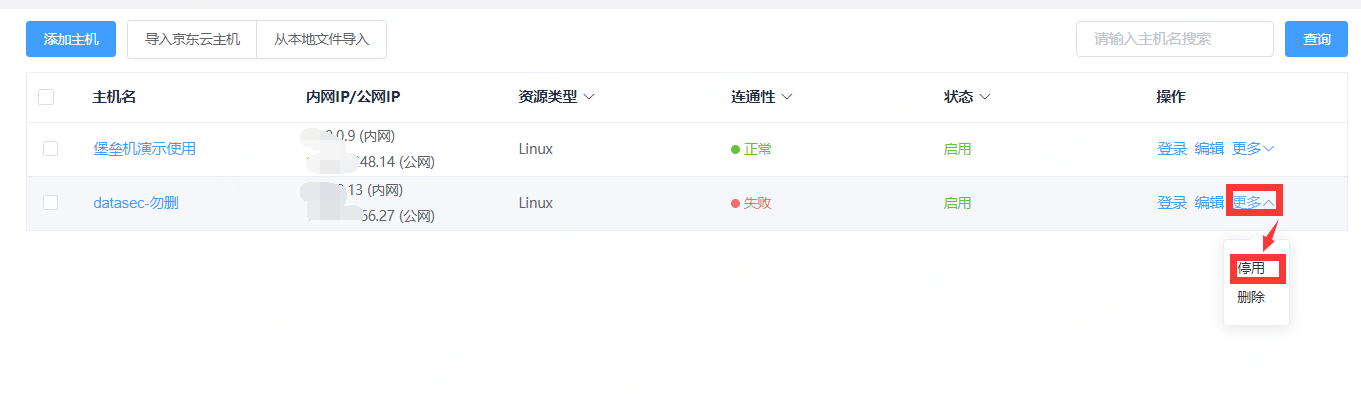 添加主机 导入京东云主机 从本地文件导入 请输入主机名搜索 查询
主机名 内网IP/公网IP 资源类型 连通性 状态 操作
堡垒机演示使用 Linux 正常 启用 登录 编辑 更多
0.9 (内网)
48.14 (公网)
datasec-勿删 Linux 失败 启用 登录 编辑 更多
.13 (内网)
66.27 (公网)
停用
删除